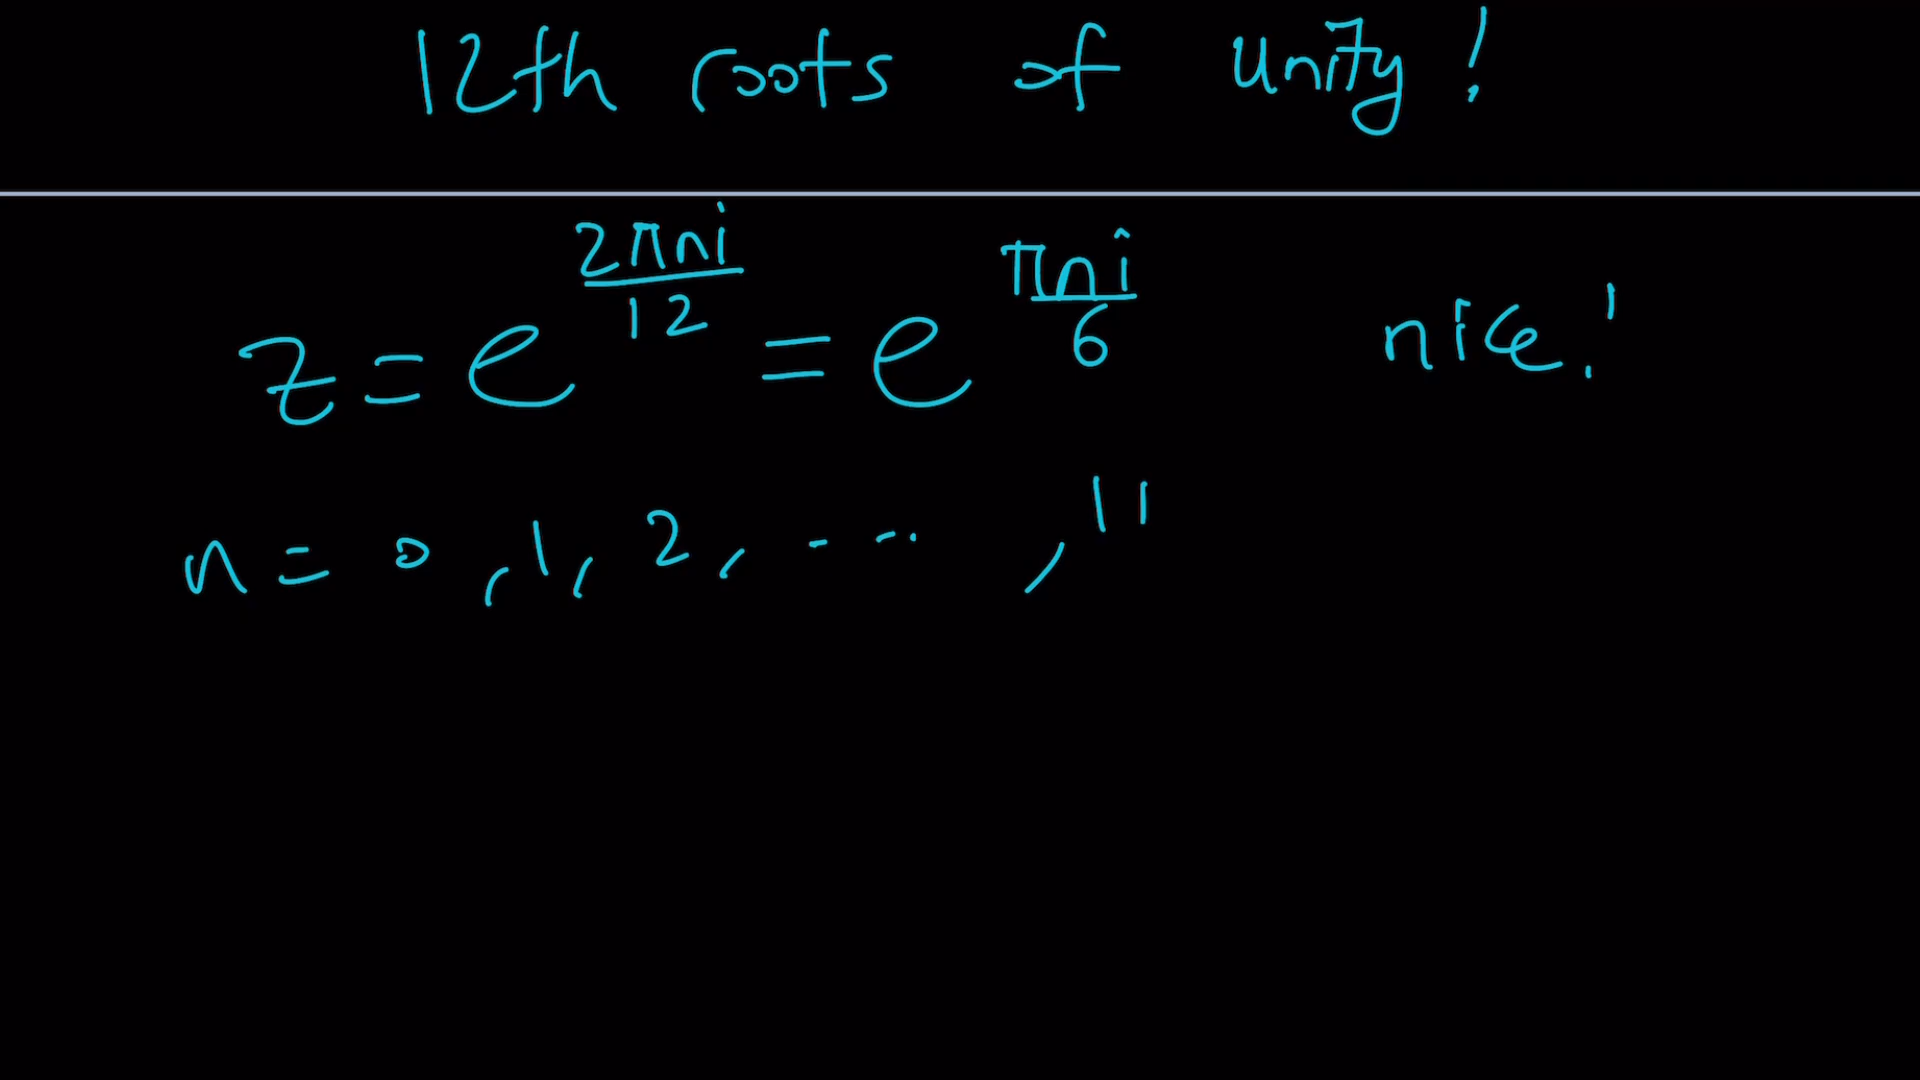 12th roots of unity!
z = e^(2πni/12) = e^(πni/6) nice!
n = 0, 1, 2, ..., 11